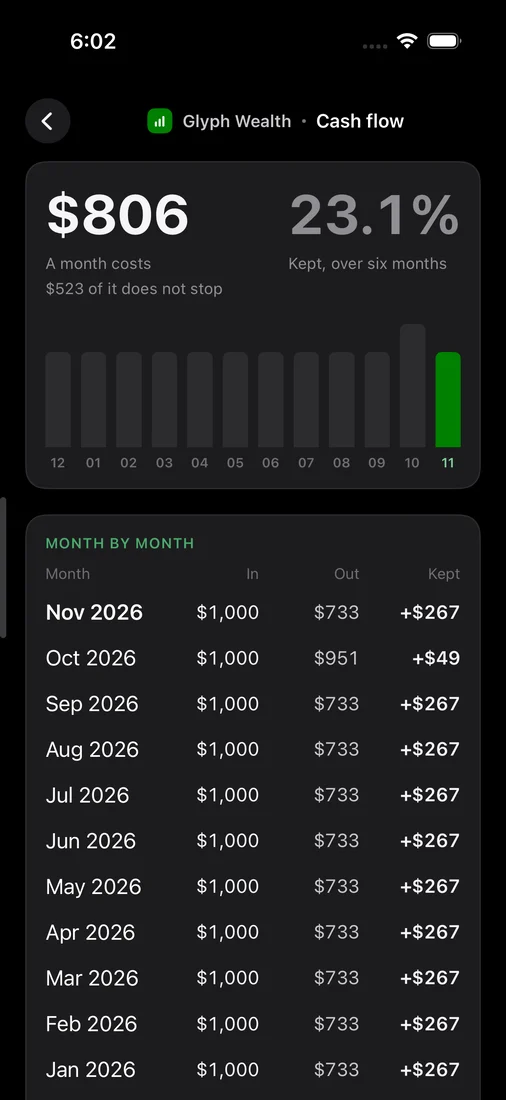 6:02
Glyph Wealth • Cash flow
$806 23.1%
A month costs Kept, over six months
$523 of it does not stop
12 01 02 03 04 05 06 07 08 09 10 11
MONTH BY MONTH
Month In Out Kept
Nov 2026 $1,000 $733 +$267
Oct 2026 $1,000 $951 +$49
Sep 2026 $1,000 $733 +$267
Aug 2026 $1,000 $733 +$267
Jul 2026 $1,000 $733 +$267
Jun 2026 $1,000 $733 +$267
May 2026 $1,000 $733 +$267
Apr 2026 $1,000 $733 +$267
Mar 2026 $1,000 $733 +$267
Feb 2026 $1,000 $733 +$267
Jan 2026 $1,000 $733 +$267